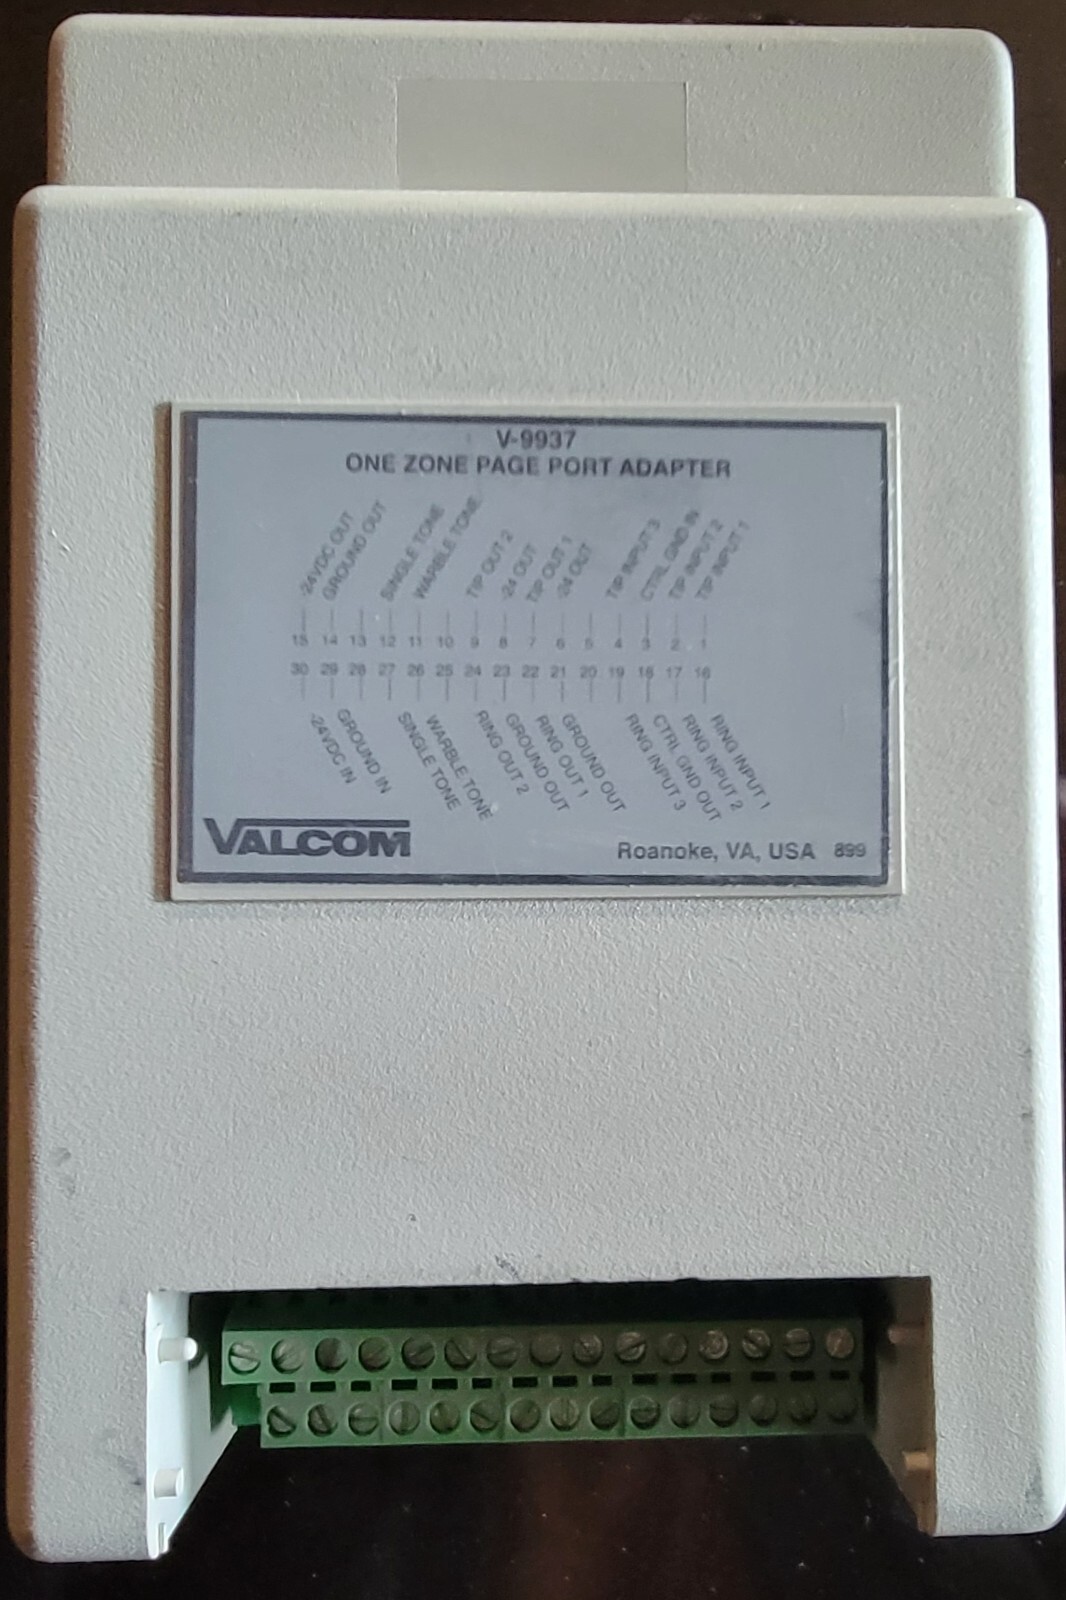 V-9937
ONE ZONE PAGE PORT ADAPTER
-24VDC OUT
GROUND OUT
SINGLE TONE
WARBLE TONE
TIP OUT 2
-24 OUT
TIP OUT 1
-24 OUT
TIP INPUT 3
CTRL GND IN
TIP INPUT 2
TIP INPUT 1
15 14 13 12 11 10 9 8 7 6 5 4 3 2 1
30 29 28 27 26 25 24 23 22 21 20 19 18 17 16
-24VDC IN
GROUND IN
SINGLE TONE
WARBLE TONE
RING OUT 2
GROUND OUT
RING OUT 1
GROUND OUT
RING INPUT 3
CTRL GND OUT
RING INPUT 2
RING INPUT 1
VALCOM
Roanoke, VA, USA 899